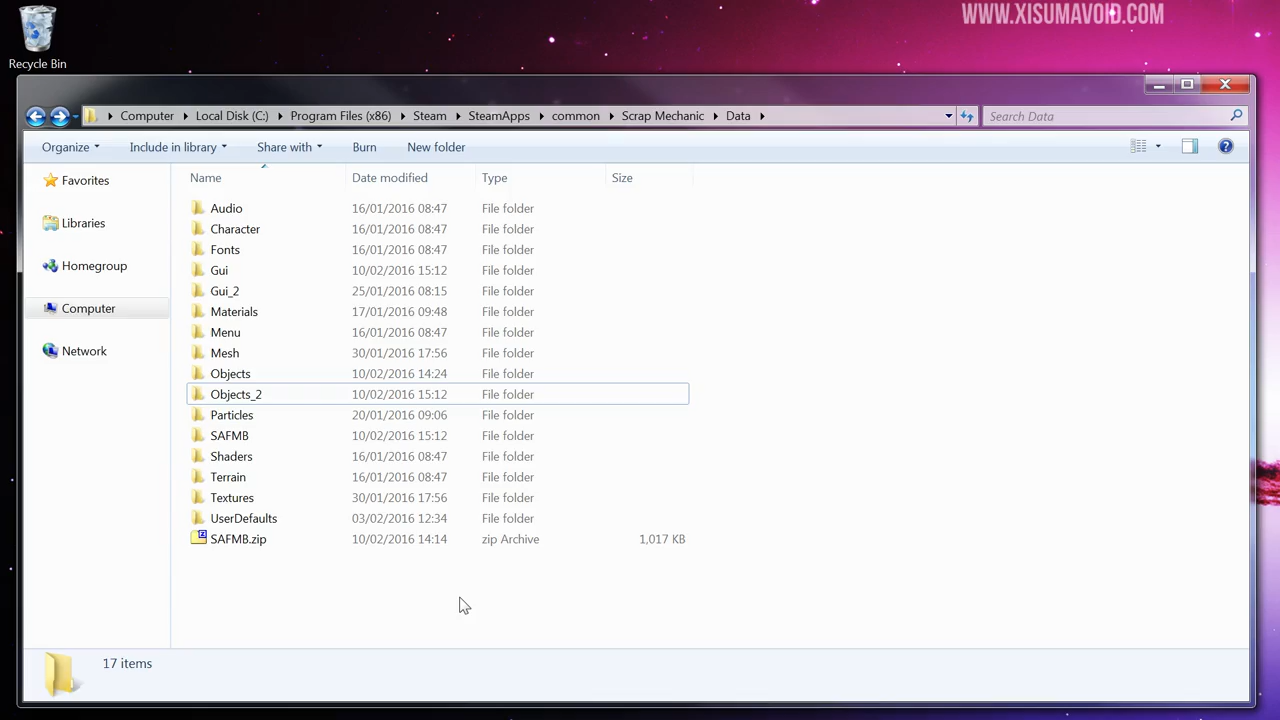 WWW.XISUMAVOID.COM
Recycle Bin
Computer Local Disk (C:) Program Files (x86) Steam SteamApps common Scrap Mechanic Data Search Data
Organize Include in library Share with Burn New folder
Favorites
Libraries
Homegroup
Computer
Network
Name Date modified Type Size
Audio 16/01/2016 08:47 File folder
Character 16/01/2016 08:47 File folder
Fonts 16/01/2016 08:47 File folder
Gui 10/02/2016 15:12 File folder
Gui_2 25/01/2016 08:15 File folder
Materials 17/01/2016 09:48 File folder
Menu 16/01/2016 08:47 File folder
Mesh 30/01/2016 17:56 File folder
Objects 10/02/2016 14:24 File folder
Objects_2 10/02/2016 15:12 File folder
Particles 20/01/2016 09:06 File folder
SAFMB 10/02/2016 15:12 File folder
Shaders 16/01/2016 08:47 File folder
Terrain 16/01/2016 08:47 File folder
Textures 30/01/2016 17:56 File folder
UserDefaults 03/02/2016 12:34 File folder
SAFMB.zip 10/02/2016 14:14 zip Archive 1,017 KB
17 items